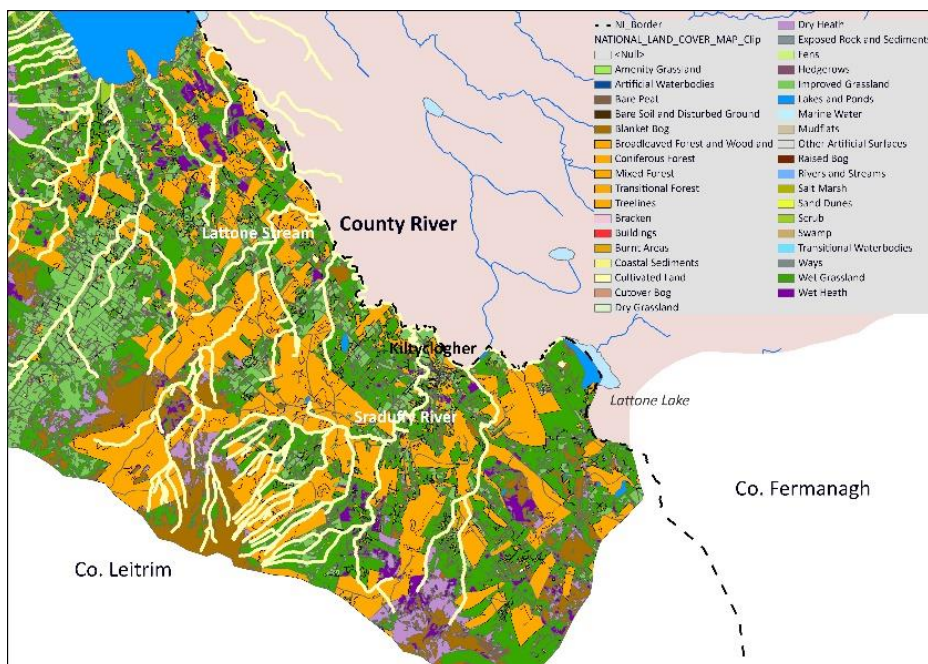 NI_Border
NATIONAL_LAND_COVER_MAP_Clip
<Null>
Amenity Grassland
Artificial Waterbodies
Bare Peat
Bare Soil and Disturbed Ground
Blanket Bog
Broadleaved Forest and Woodland
Coniferous Forest
Mixed Forest
Transitional Forest
Treelines
Bracken
Buildings
Burnt Areas
Coastal Sediments
Cultivated Land
Cutover Bog
Dry Grassland
Dry Heath
Exposed Rock and Sediments
Fens
Hedgerows
Improved Grassland
Lakes and Ponds
Marine Water
Mudflats
Other Artificial Surfaces
Raised Bog
Rivers and Streams
Salt Marsh
Sand Dunes
Scrub
Swamp
Transitional Waterbodies
Ways
Wet Grassland
Wet Heath
County River
Lattone Stream
Kiltyclogher
Lattone Lake
Sraduffy River
Co. Fermanagh
Co. Leitrim